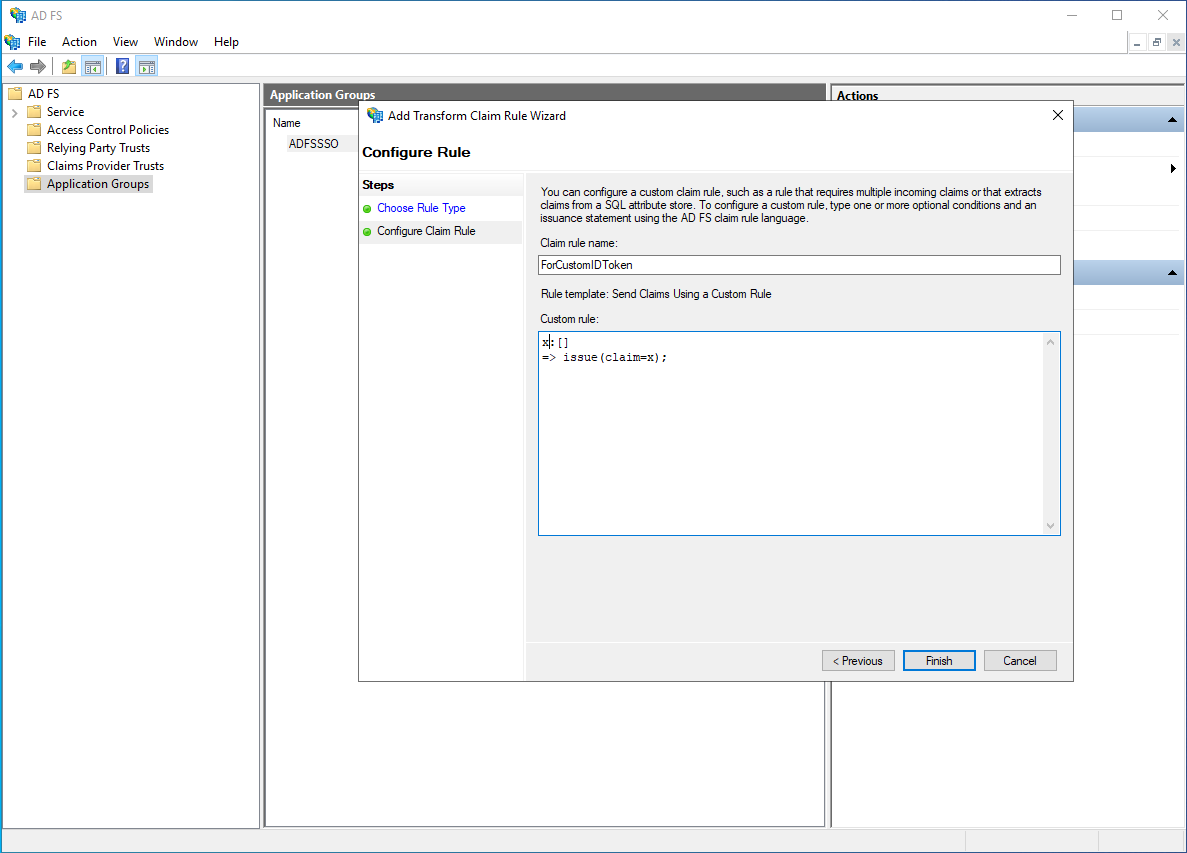 AD FS
File Action View Window Help
AD FS
Service
Access Control Policies
Relying Party Trusts
Claims Provider Trusts
Application Groups
Application Groups
Name
ADFSSSO
Actions
Add Transform Claim Rule Wizard
Configure Rule
Steps
Choose Rule Type
Configure Claim Rule
You can configure a custom claim rule, such as a rule that requires multiple incoming claims or that extracts
claims from a SQL attribute store. To configure a custom rule, type one or more optional conditions and an
issuance statement using the AD FS claim rule language.
Claim rule name:
ForCustomIDToken
Rule template: Send Claims Using a Custom Rule
Custom rule:
x:[]
=> issue(claim=x);
< Previous
Finish
Cancel